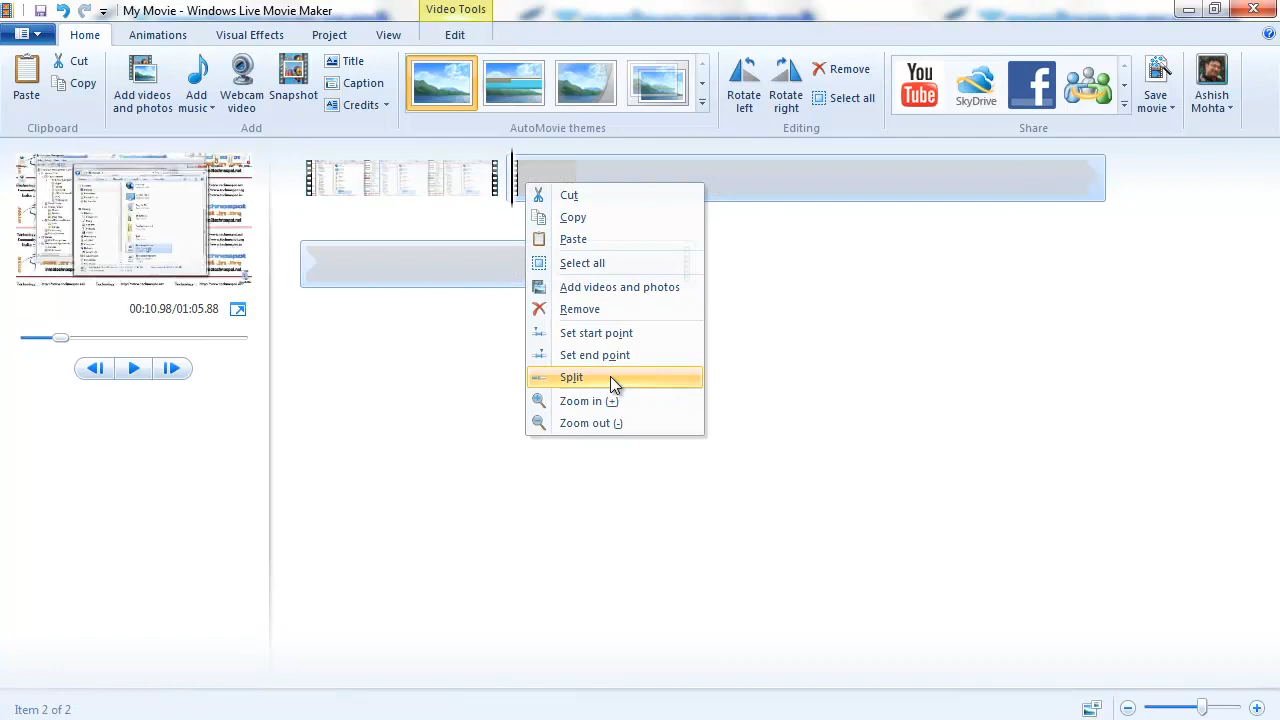 My Movie - Windows Live Movie Maker
Video Tools
Home
Animations
Visual Effects
Project
View
Edit
Paste
Cut
Copy
Clipboard
Add videos and photos
Add music
Webcam video
Snapshot
Title
Caption
Credits
Add
AutoMovie themes
Rotate left
Rotate right
Remove
Select all
Editing
You Tube
SkyDrive
Share
Save movie
Ashish Mohta
00:10.98/01:05.88
Cut
Copy
Paste
Select all
Add videos and photos
Remove
Set start point
Set end point
Split
Zoom in (+)
Zoom out (-)
Item 2 of 2